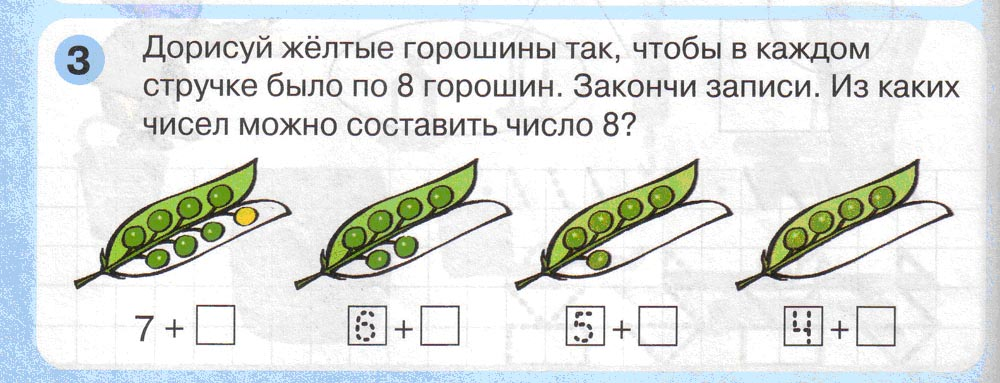 3
Дорисуй жёлтые горошины так, чтобы в каждом
стручке было по 8 горошин. Закончи записи. Из каких
чисел можно составить число 8?
7 + 6 + 5 + 4 +